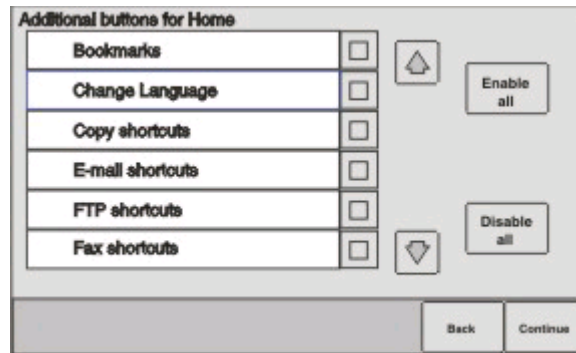 Additional buttons for Home
Bookmarks
Change Language
Copy shortcuts
E-mail shortcuts
FTP shortcuts
Fax shortcuts
Enable
all
Disable
all
Back
Continue